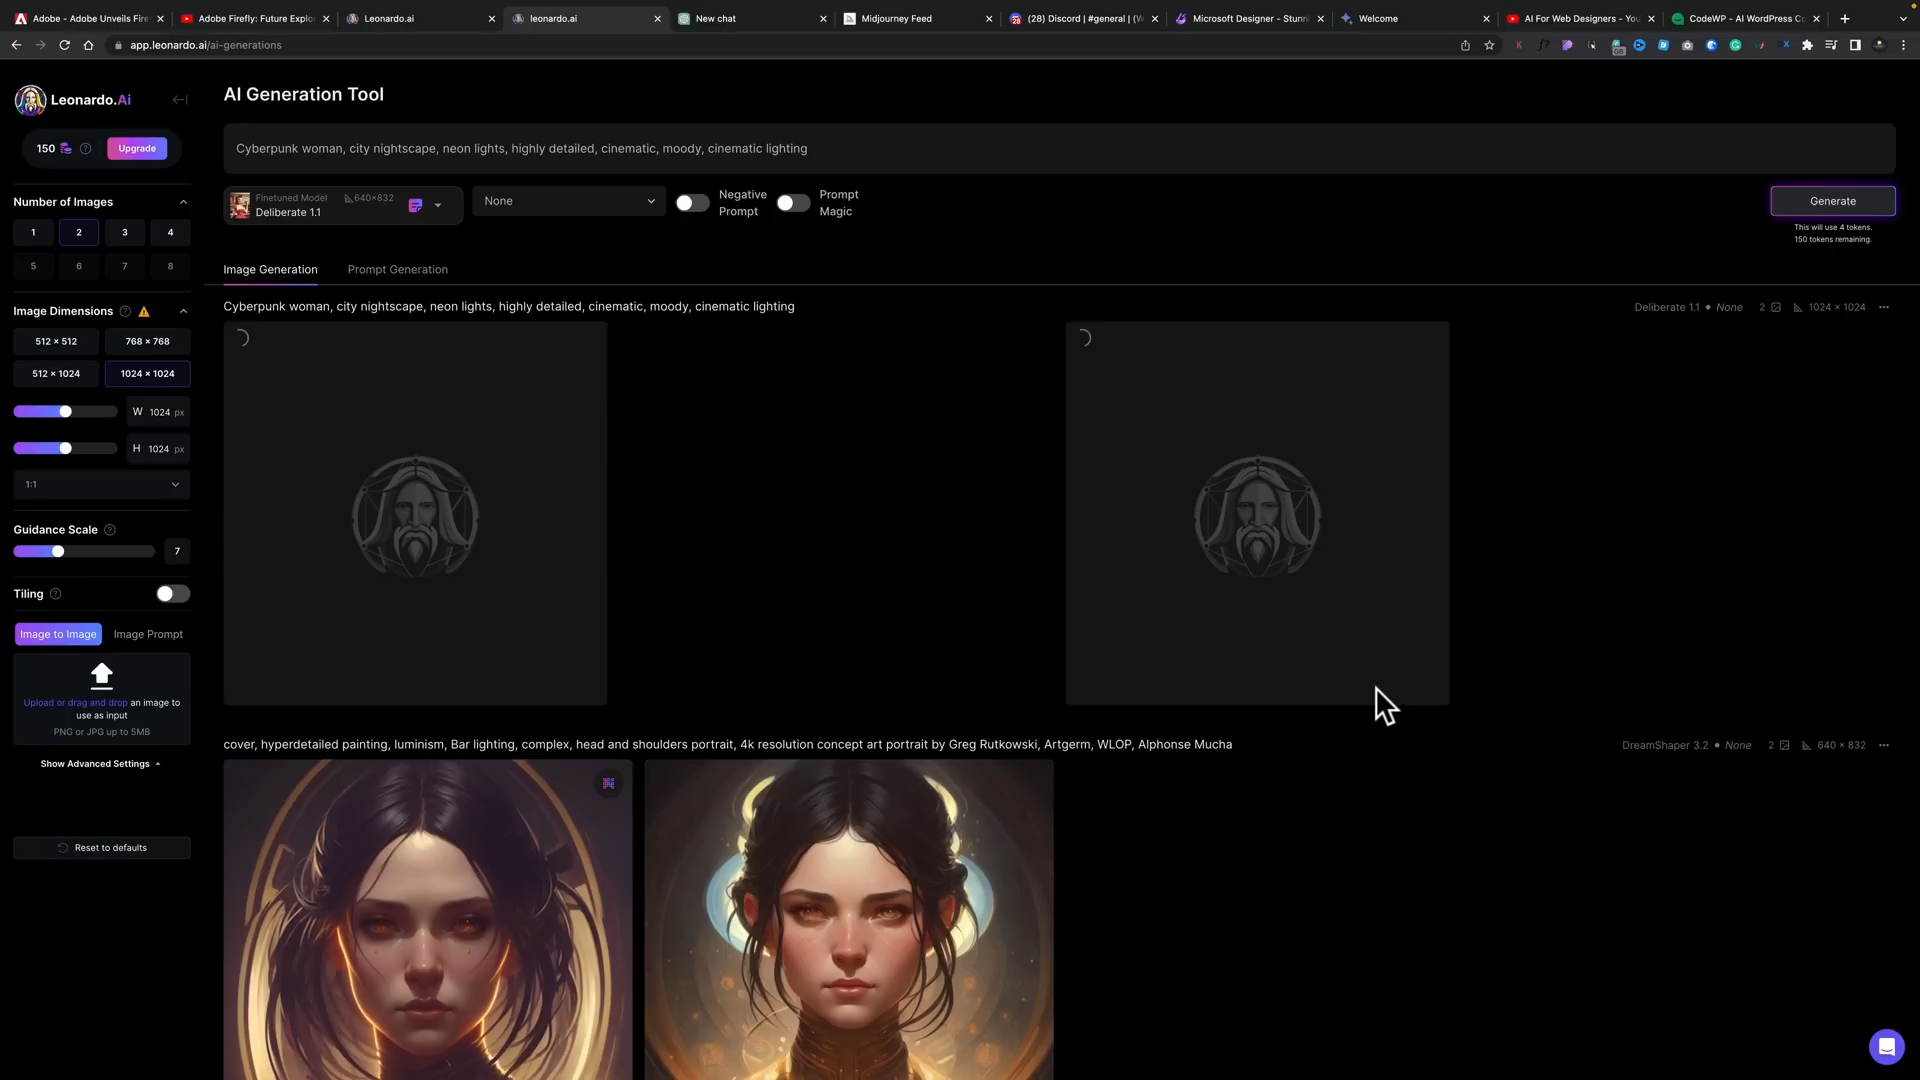 Adobe - Adobe Unveils Fire
Adobe Firefly: Future Explo
Leonardo.ai
leonardo.ai
New chat
Midjourney Feed
(28) Discord | #general | (W
Microsoft Designer - Stunni
Welcome
AI For Web Designers - You
CodeWP - AI WordPress Co
app.leonardo.ai/ai-generations
Leonardo.Ai
150
Upgrade
Number of Images
1 2 3 4
5 6 7 8
Image Dimensions
512 × 512 768 × 768
512 × 1024 1024 × 1024
W 1024 px
H 1024 px
1:1
Guidance Scale
7
Tiling
Image to Image Image Prompt
Upload or drag and drop an image to
use as input
PNG or JPG up to 5MB
Show Advanced Settings
Reset to defaults
AI Generation Tool
Cyberpunk woman, city nightscape, neon lights, highly detailed, cinematic, moody, cinematic lighting
Finetuned Model 640×832
Deliberate 1.1
None
Negative
Prompt
Prompt
Magic
Generate
This will use 4 tokens.
150 tokens remaining.
Image Generation Prompt Generation
Cyberpunk woman, city nightscape, neon lights, highly detailed, cinematic, moody, cinematic lighting
Deliberate 1.1 • None 2 1024 × 1024
cover, hyperdetailed painting, luminism, Bar lighting, complex, head and shoulders portrait, 4k resolution concept art portrait by Greg Rutkowski, Artgerm, WLOP, Alphonse Mucha
DreamShaper 3.2 • None 2 640 × 832